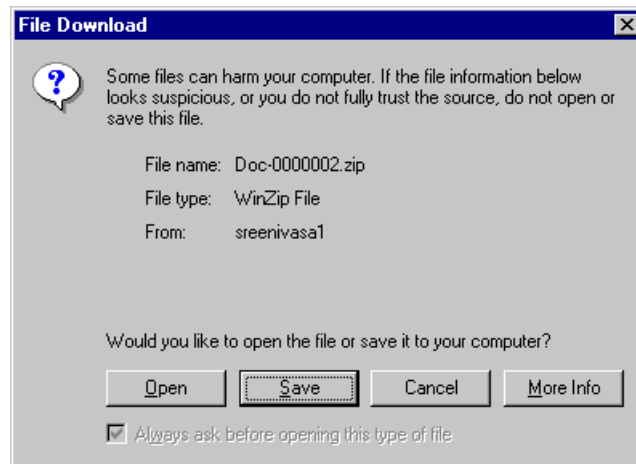 File Download
Some files can harm your computer. If the file information below
looks suspicious, or you do not fully trust the source, do not open or
save this file.
File name: Doc-0000002.zip
File type: WinZip File
From: sreenivasa1
Would you like to open the file or save it to your computer?
Open Save Cancel More Info
Always ask before opening this type of file